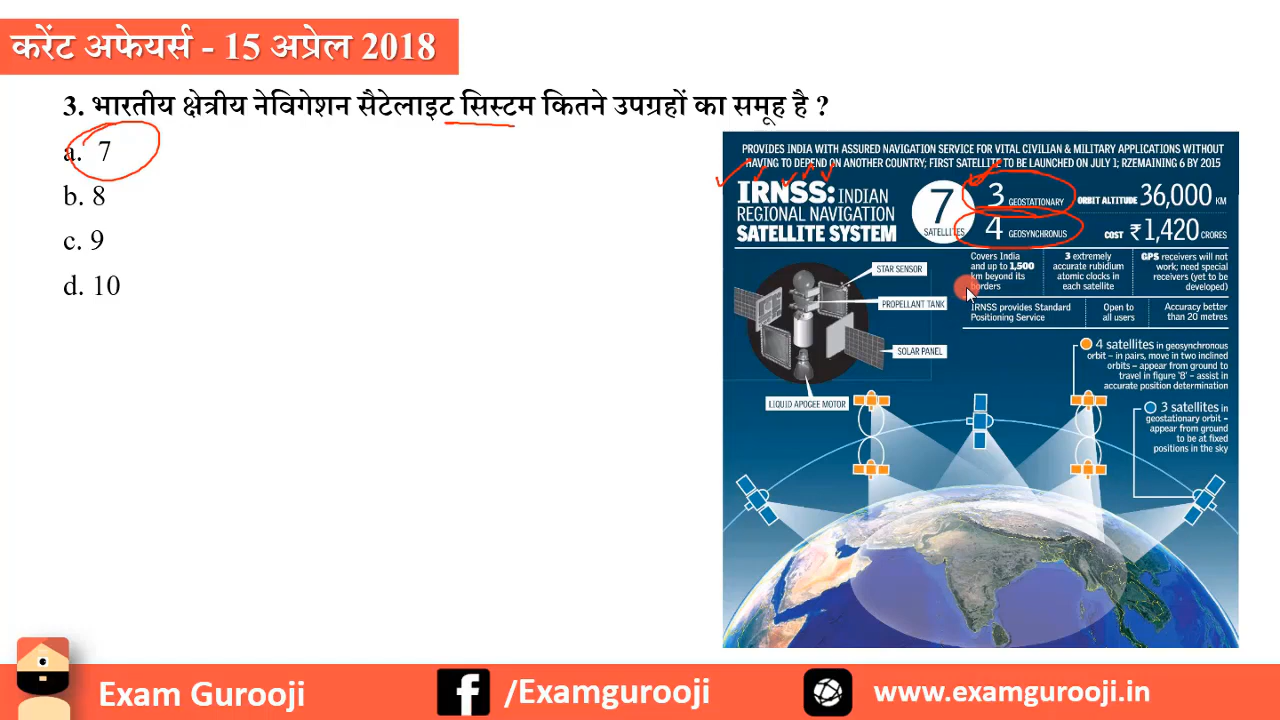 करेंट अफेयर्स - 15 अप्रेल 2018
3. भारतीय क्षेत्रीय नेविगेशन सैटेलाइट सिस्टम कितने उपग्रहों का समूह है ?
a. 7
b. 8
c. 9
d. 10
PROVIDES INDIA WITH ASSURED NAVIGATION SERVICE FOR VITAL CIVILIAN & MILITARY APPLICATIONS WITHOUT
HAVING TO DEPEND ON ANOTHER COUNTRY; FIRST SATELLITE TO BE LAUNCHED ON JULY 1; RZEMAINING 6 BY 2015
IRNSS: INDIAN
REGIONAL NAVIGATION
SATELLITE SYSTEM
7
SATELLITES
3 GEOSTATIONARY
4 GEOSYNCHRONUS
ORBIT ALTITUDE 36,000 KM
COST ₹1,420 CRORES
Covers India
and up to 1,500
km beyond its
borders
3 extremely
accurate rubidium
atomic clocks in
each satellite
GPS receivers will not
work; need special
receivers (yet to be
developed)
IRNSS provides Standard
Positioning Service
Open to
all users
Accuracy better
than 20 metres
STAR SENSOR
PROPELLANT TANK
SOLAR PANEL
LIQUID APOGEE MOTOR
4 satellites in geosynchronous
orbit – in pairs, move in two inclined
orbits – appear from ground to
travel in figure '8' – assist in
accurate position determination
3 satellites in
geostationary orbit –
appear from ground
to be at fixed
positions in the sky
Exam Gurooji
f /Examgurooji
www.examgurooji.in